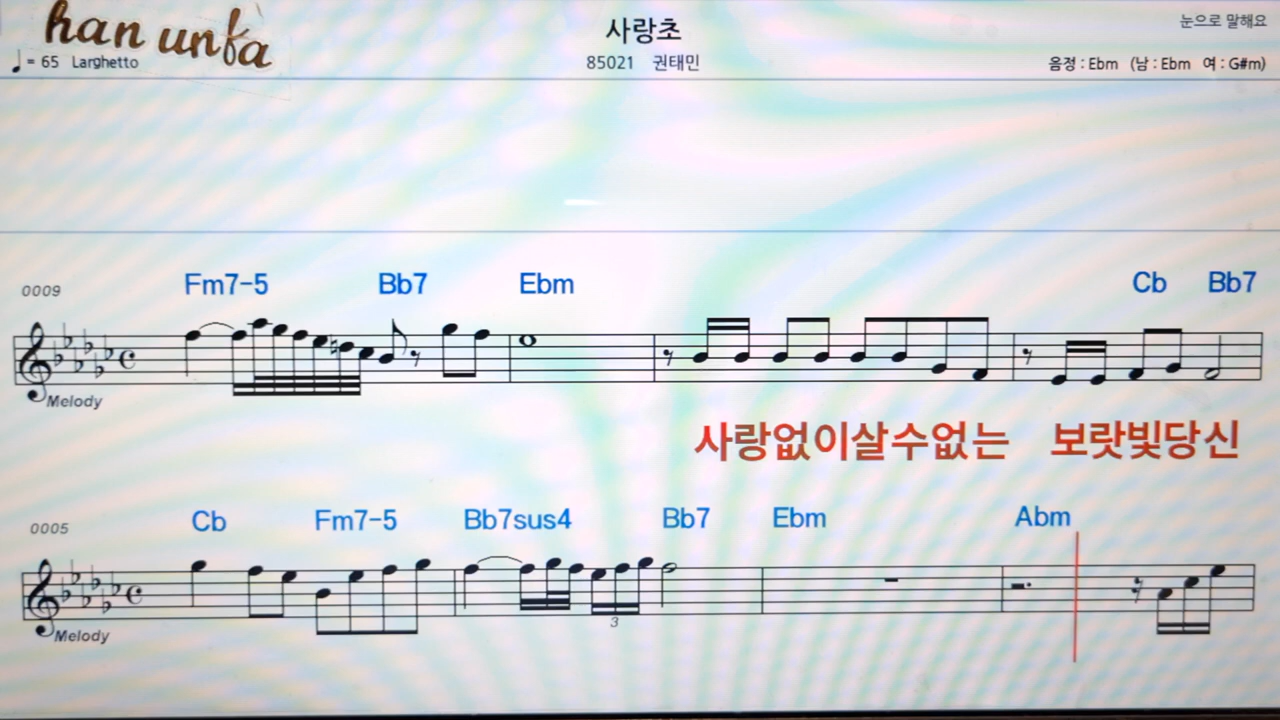 han unfa
사랑초
눈으로 말해요
♩= 65 Larghetto
85021 권태민
음정 : Ebm (남 : Ebm 여 : G#m)
0009
Fm7-5 Bb7 Ebm Cb Bb7
Melody
사랑없이살수없는 보랏빛당신
0005
Cb Fm7-5 Bb7sus4 Bb7 Ebm Abm
3
Melody